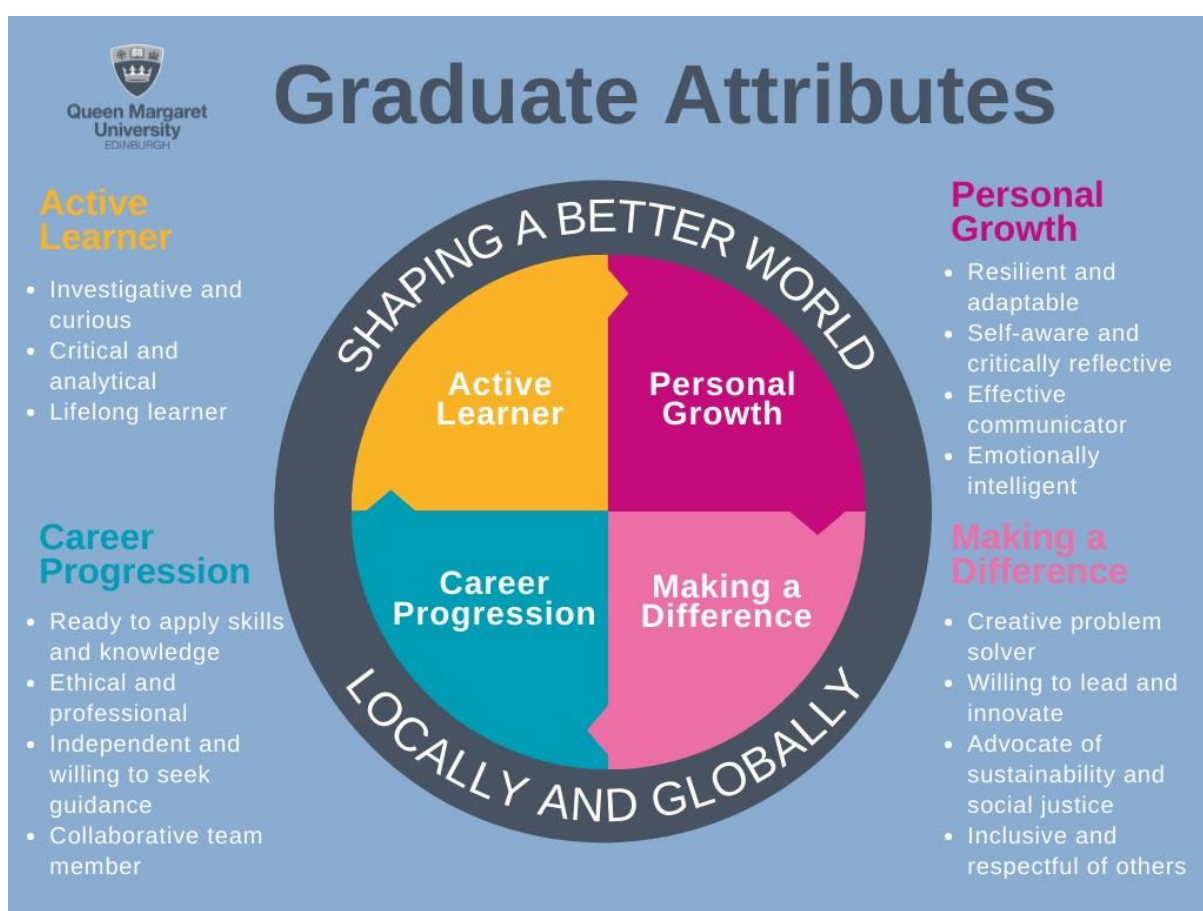 Queen Margaret
University
EDINBURGH
Graduate Attributes
Active
Learner
• Investigative and
curious
• Critical and
analytical
• Lifelong learner
Career
Progression
• Ready to apply skills
and knowledge
• Ethical and
professional
• Independent and
willing to seek
guidance
• Collaborative team
member
SHAPING A BETTER WORLD
Active
Learner
Personal
Growth
Career
Progression
Making a
Difference
LOCALLY AND GLOBALLY
Personal
Growth
• Resilient and
adaptable
• Self-aware and
critically reflective
• Effective
communicator
• Emotionally
intelligent
Making a
Difference
• Creative problem
solver
• Willing to lead and
innovate
• Advocate of
sustainability and
social justice
• Inclusive and
respectful of others